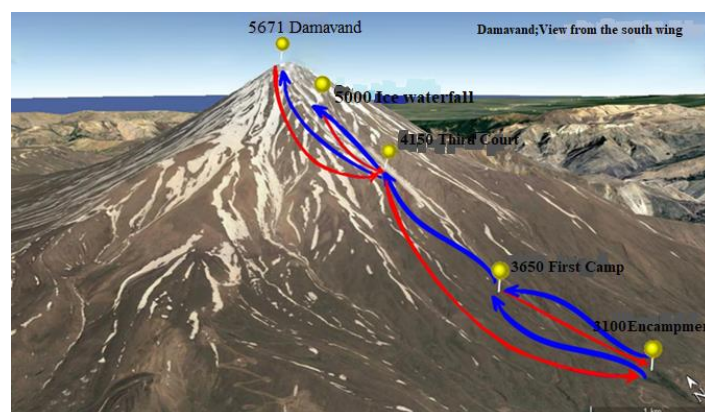 5671 Damavand
Damavand;View from the south wing
5000 Ice waterfall
4150 Third Court
3650 First Camp
3100Encampmer
N